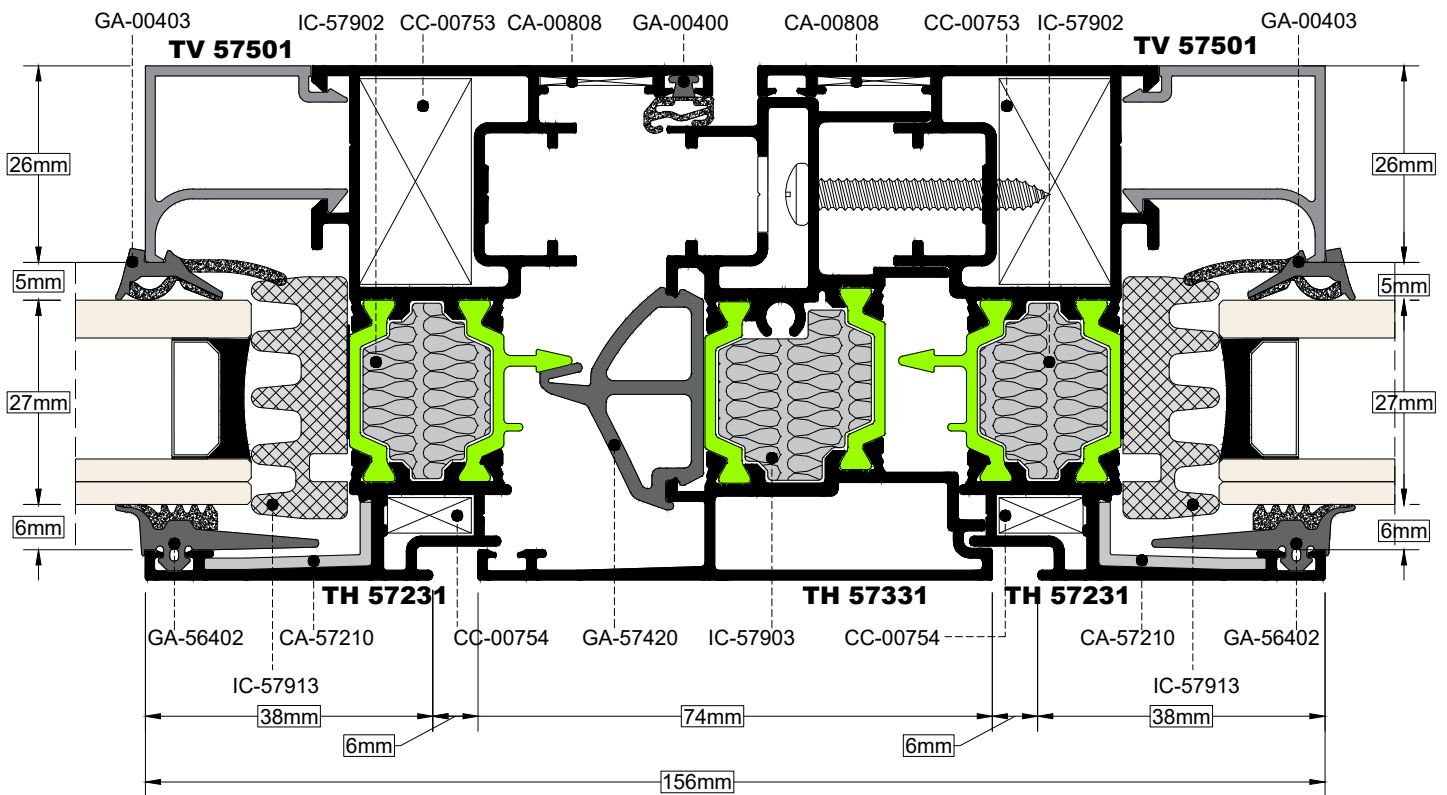 GA-00403 IC-57902 CC-00753 CA-00808 GA-00400 CA-00808 CC-00753 IC-57902 GA-00403
TV 57501 TV 57501
26mm 26mm
5mm 5mm
27mm 27mm
6mm 6mm
TH 57231 TH 57331 TH 57231
GA-56402 CA-57210 CC-00754 GA-57420 IC-57903 CC-00754 CA-57210 GA-56402
IC-57913 IC-57913
38mm 74mm 38mm
6mm 6mm
156mm